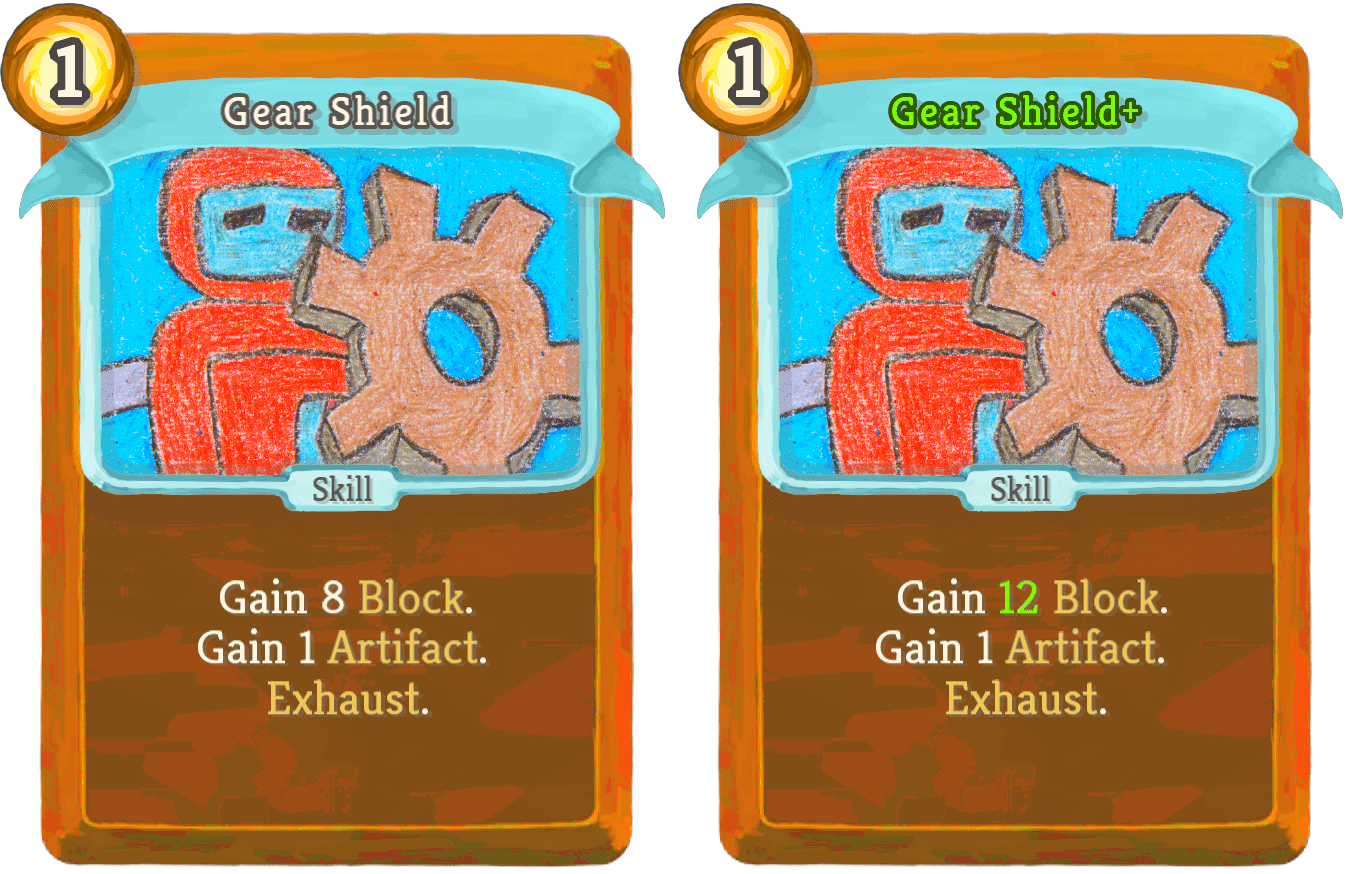 1
Gear Shield
Skill
Gain 8 Block.
Gain 1 Artifact.
Exhaust.
1
Gear Shield+
Skill
Gain 12 Block.
Gain 1 Artifact.
Exhaust.